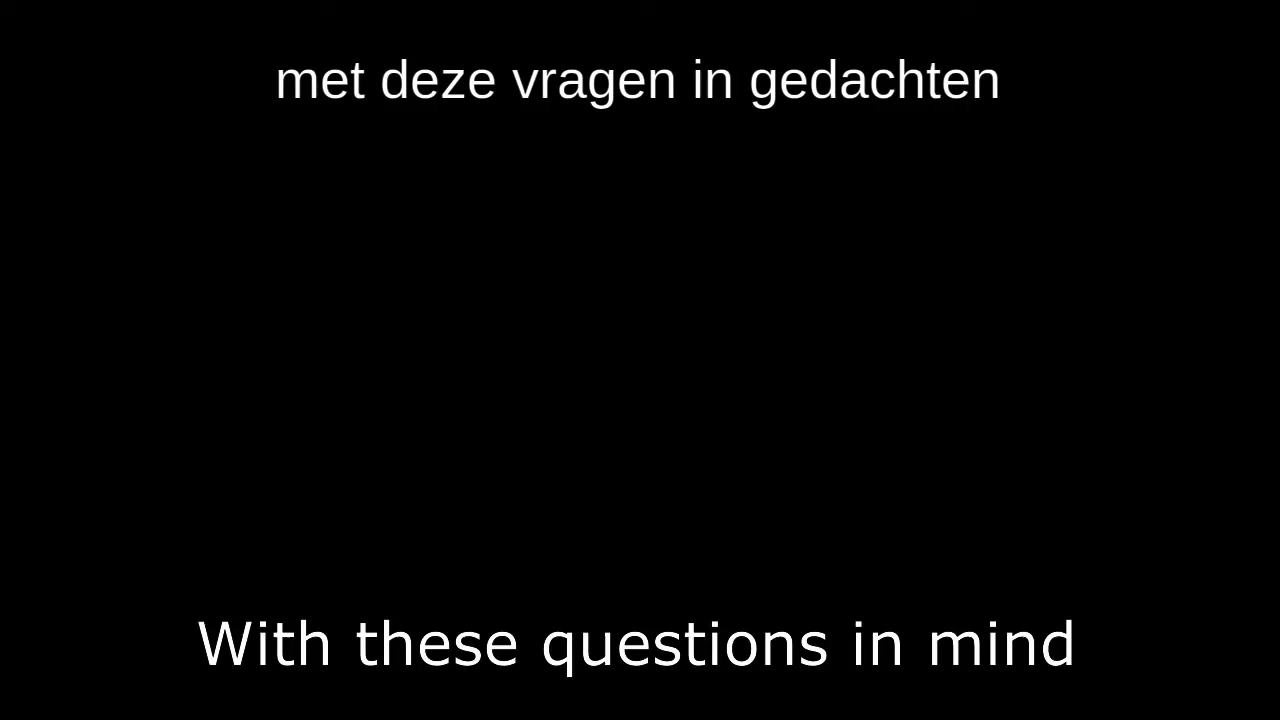 met deze vragen in gedachten
With these questions in mind